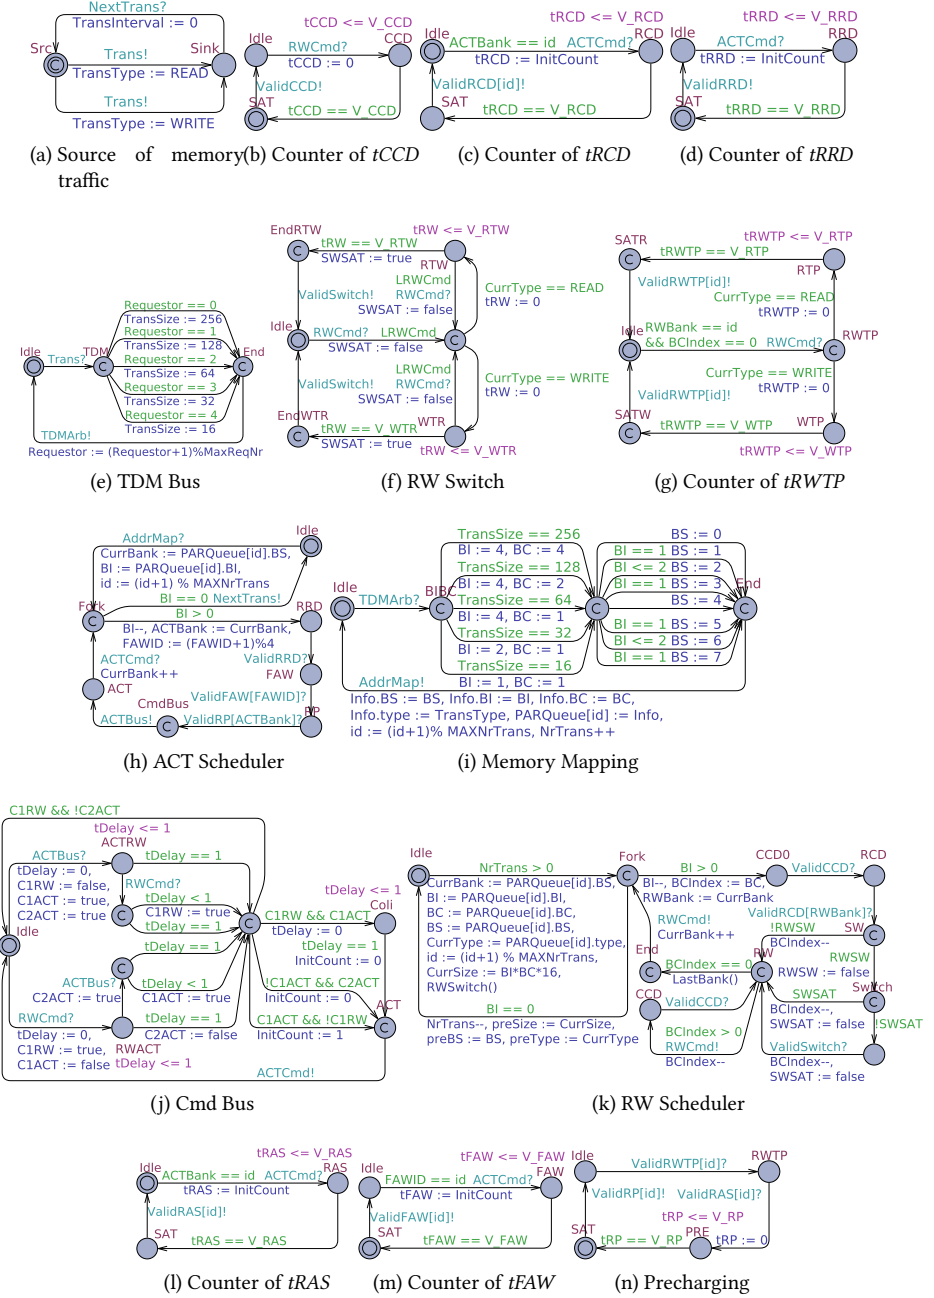 NextTrans?
TransInterval := 0
Src
Sink
Trans!
TransType := READ
Trans!
TransType := WRITE
(a) Source of memory
traffic
tCCD <= V_CCD
Idle
CCD
RWCmd?
tCCD := 0
ValidCCD!
SAT
tCCD == V_CCD
(b) Counter of tCCD
tRCD <= V_RCD
Idle
RCD
ACTBank == id ACTCmd?
tRCD := InitCount
ValidRCD[id]!
SAT
tRCD == V_RCD
(c) Counter of tRCD
tRRD <= V_RRD
Idle
RRD
ACTCmd?
tRRD := InitCount
ValidRRD!
SAT
tRRD == V_RRD
(d) Counter of tRRD
Requestor == 0
TransSize := 256
Requestor == 1
TransSize := 128
Requestor == 2
TransSize := 64
Requestor == 3
TransSize := 32
Requestor == 4
TransSize := 16
Idle
Trans?
TDM
C
End
C
TDMArb!
Requestor := (Requestor+1)%MaxReqNr
(e) TDM Bus
EndRTW
tRW <= V_RTW
tRW == V_RTW
C
SWSAT := true
RTW
LRWCmd
RWCmd?
SWSAT := false
CurrType == READ
tRW := 0
ValidSwitch!
Idle
RWCmd? LRWCmd
SWSAT := false
C
LRWCmd
RWCmd?
SWSAT := false
CurrType == WRITE
tRW := 0
ValidSwitch!
EndWTR
WTR
C
tRW == V_WTR
SWSAT := true
tRW <= V_WTR
(f) RW Switch
SATR
tRWTP <= V_RTP
C
tRWTP == V_RTP
RTP
ValidRWTP[id]!
CurrType == READ
tRWTP := 0
Idle
RWBank == id
&& BCIndex == 0 RWCmd?
RWTP
C
CurrType == WRITE
tRWTP := 0
ValidRWTP[id]!
SATW
WTP
C
tRWTP == V_WTP
tRWTP <= V_WTP
(g) Counter of tRWTP
Idle
AddrMap?
CurrBank := PARQueue[id].BS,
BI := PARQueue[id].BI,
id := (id+1) % MAXNrTrans
Fork
BI == 0 NextTrans!
C
BI > 0
RRD
BI--, ACTBank := CurrBank,
FAWID := (FAWID+1)%4
ACTCmd?
CurrBank++
ValidRRD?
FAW
ACT
CmdBus
ValidFAW[FAWID]?
RP
ACTBus!
C
ValidRP[ACTBank]?
(h) ACT Scheduler
TransSize == 256
BI := 4, BC := 4
TransSize == 128
BI := 4, BC := 2
TransSize == 64
BI := 4, BC := 1
TransSize == 32
BI := 2, BC := 1
TransSize == 16
BI := 1, BC := 1
Idle
TDMArb?
BIBC
C
C
BS := 0
BI == 1 BS := 1
BI <= 2 BS := 2
BI == 1 BS := 3
BS := 4
BI == 1 BS := 5
BI <= 2 BS := 6
BI == 1 BS := 7
End
C
AddrMap!
Info.BS := BS, Info.BI := BI, Info.BC := BC,
Info.type := TransType, PARQueue[id] := Info,
id := (id+1)% MAXNrTrans, NrTrans++
(i) Memory Mapping
C1RW && !C2ACT
tDelay <= 1
ACTRW
ACTBus?
tDelay := 0,
C1RW := false,
C1ACT := true,
C2ACT := true
tDelay == 1
RWCmd?
tDelay < 1
C
C1RW := true
tDelay == 1
Idle
C
C
tDelay <= 1
Coli
C1RW && C1ACT
tDelay := 0
tDelay == 1
InitCount := 0
tDelay == 1
C
ACTBus?
C2ACT := true
tDelay < 1
C1ACT := true
!C1ACT && C2ACT
InitCount := 0
ACT
C1ACT && !C1RW
InitCount := 1
C
RWCmd?
tDelay := 0,
C1RW := true,
C1ACT := false
tDelay == 1
C2ACT := false
RWACT
tDelay <= 1
ACTCmd!
(j) Cmd Bus
Idle
NrTrans > 0
CurrBank := PARQueue[id].BS,
BI := PARQueue[id].BI,
BC := PARQueue[id].BC,
BS := PARQueue[id].BS,
CurrType := PARQueue[id].type,
id := (id+1) % MAXNrTrans,
CurrSize := BI*BC*16,
RWSwitch()
BI == 0
NrTrans--, preSize := CurrSize,
preBS := BS, preType := CurrType
Fork
C
BI > 0
BI--, BCIndex := BC,
RWBank := CurrBank
CCD0
ValidCCD?
RCD
ValidRCD[RWBank]?
RWCmd!
CurrBank++
!RWSW
BCIndex--
SW
C
End
C
BCIndex == 0
LastBank()
RW
C
RWSW
RWSW := false
Switch
C
CCD
ValidCCD?
SWSAT
BCIndex--,
SWSAT := false
!SWSAT
BCIndex > 0
RWCmd!
BCIndex--
ValidSwitch?
BCIndex--,
SWSAT := false
(k) RW Scheduler
tRAS <= V_RAS
Idle
RAS
ACTBank == id ACTCmd?
tRAS := InitCount
ValidRAS[id]!
SAT
tRAS == V_RAS
(l) Counter of tRAS
tFAW <= V_FAW
Idle
FAW
FAWID == id ACTCmd?
tFAW := InitCount
ValidFAW[id]!
SAT
tFAW == V_FAW
(m) Counter of tFAW
Idle
ValidRWTP[id]?
RWTP
ValidRP[id]!
ValidRAS[id]?
tRP <= V_RP
SAT
tRP == V_RP
PRE
tRP := 0
(n) Precharging